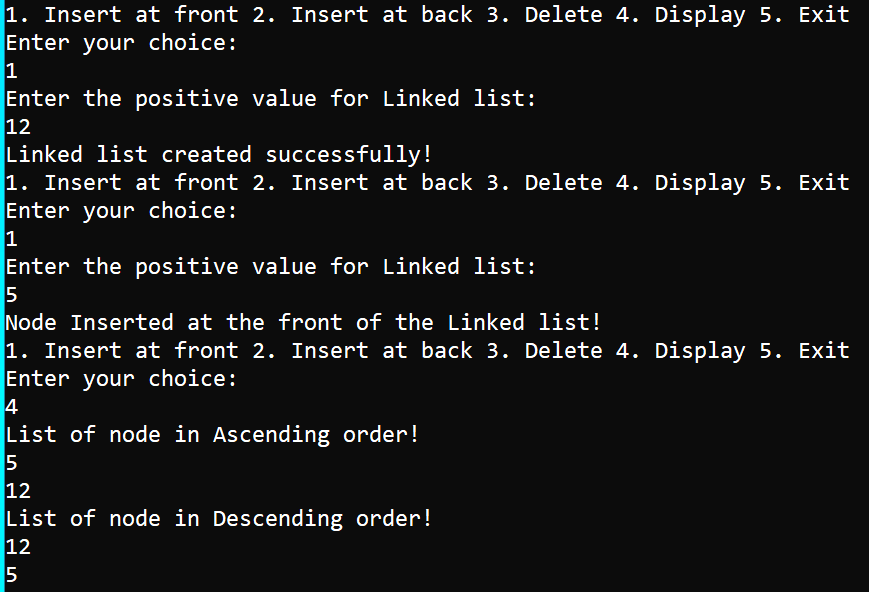 1. Insert at front 2. Insert at back 3. Delete 4. Display 5. Exit
Enter your choice:
1
Enter the positive value for Linked list:
12
Linked list created successfully!
1. Insert at front 2. Insert at back 3. Delete 4. Display 5. Exit
Enter your choice:
1
Enter the positive value for Linked list:
5
Node Inserted at the front of the Linked list!
1. Insert at front 2. Insert at back 3. Delete 4. Display 5. Exit
Enter your choice:
4
List of node in Ascending order!
5
12
List of node in Descending order!
12
5